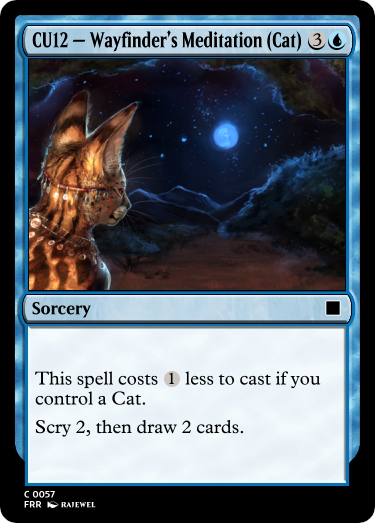 CU12 — Wayfinder's Meditation (Cat) 3
Sorcery
This spell costs 1 less to cast if you
control a Cat.
Scry 2, then draw 2 cards.
C 0057
FRR RAJEWEL